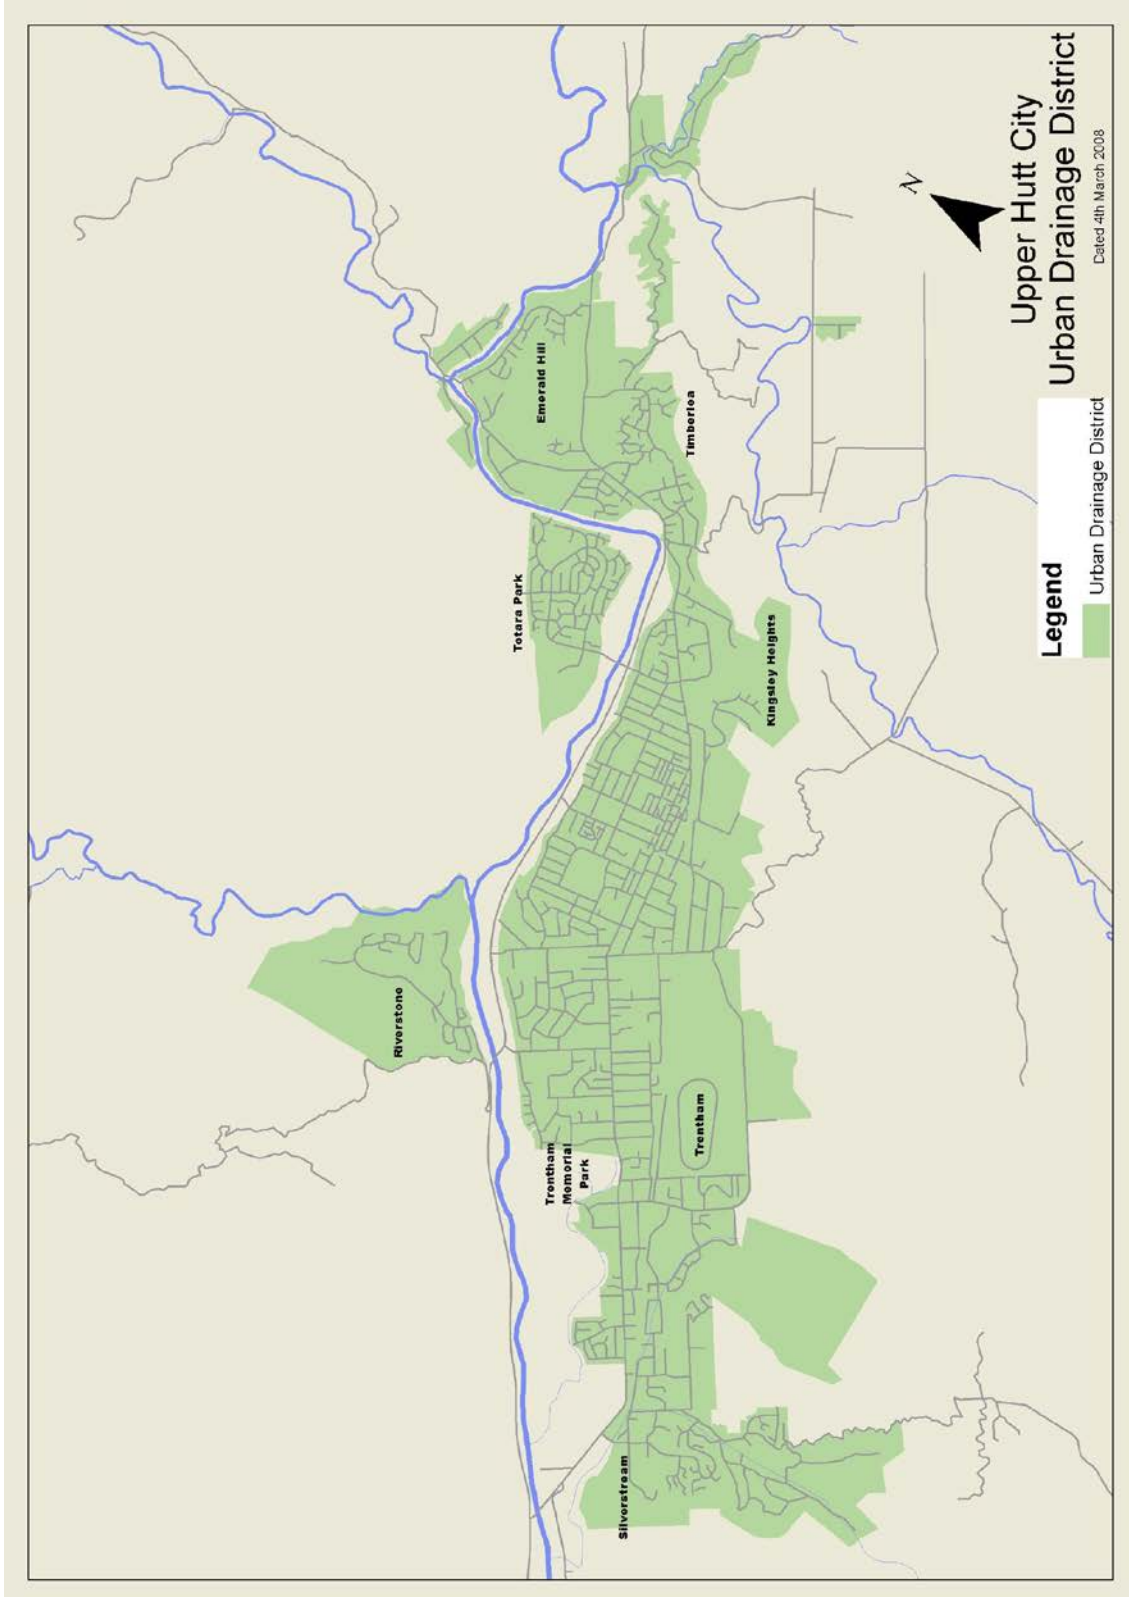 Upper Hutt City
Urban Drainage District
Dated 4th March 2008
N
Legend
Urban Drainage District
Riverstone
Totara Park
Emerald Hill
Timberlea
Kingsley Heights
Trentham
Memorial
Park
Trentham
Silverstream